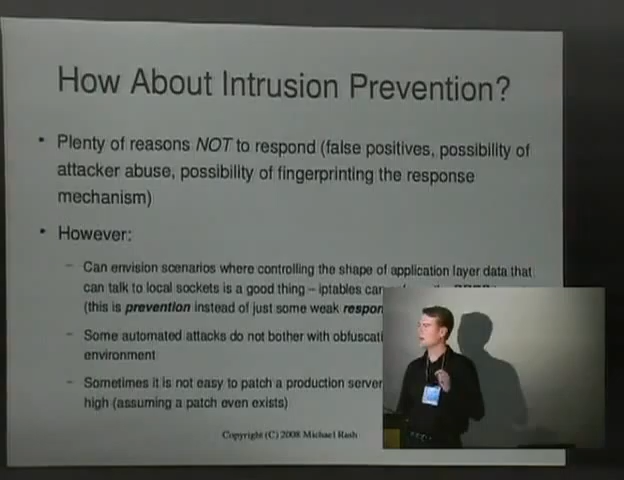 How About Intrusion Prevention?
• Plenty of reasons NOT to respond (false positives, possibility of
attacker abuse, possibility of fingerprinting the response
mechanism)
• However:
– Can envision scenarios where controlling the shape of application layer data that
can talk to local sockets is a good thing – iptables can
(this is prevention instead of just some weak respon
– Some automated attacks do not bother with obfuscati
environment
– Sometimes it is not easy to patch a production server
high (assuming a patch even exists)
Copyright (C) 2008 Michael Rash